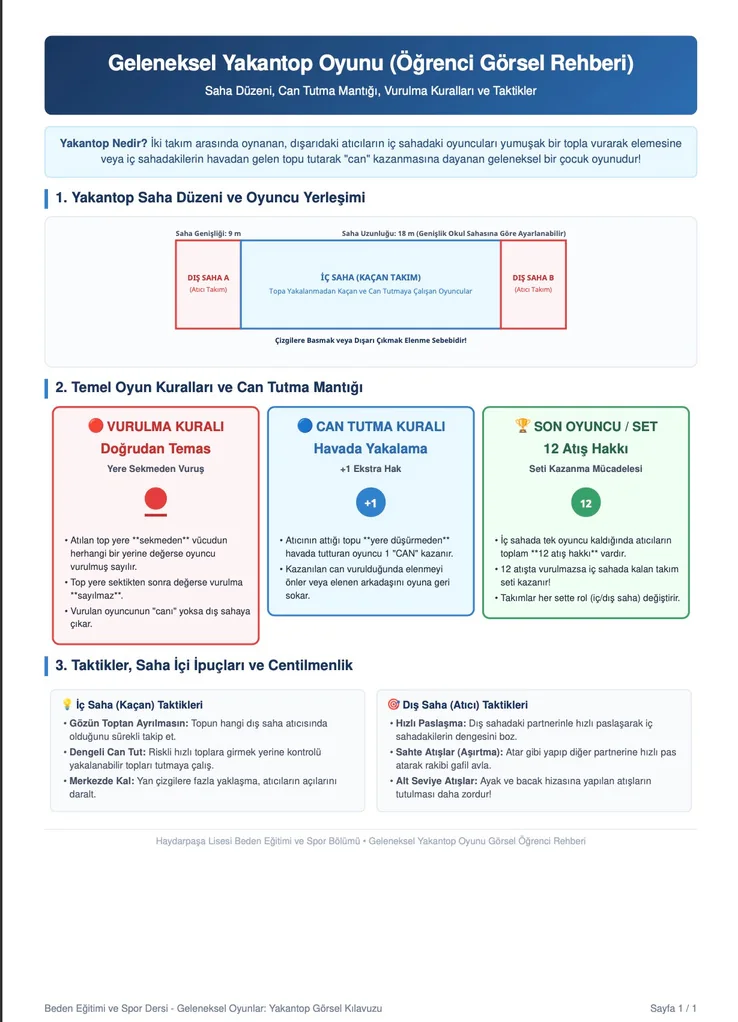 Geleneksel Yakantop Oyunu (Öğrenci Görsel Rehberi)
Saha Düzeni, Can Tutma Mantığı, Vurulma Kuralları ve Taktikler
Yakantop Nedir? İki takım arasında oynanan, dışarıdaki atıcıların iç sahadaki oyuncuları yumuşak bir topla vurarak elemesine
veya iç sahadakilerin havadan gelen topu tutarak "can" kazanmasına dayanan geleneksel bir çocuk oyunudur!
1. Yakantop Saha Düzeni ve Oyuncu Yerleşimi
Saha Genişliği: 9 m
Saha Uzunluğu: 18 m (Genişlik Okul Sahasına Göre Ayarlanabilir)
DIŞ SAHA A
(Atıcı Takım)
İÇ SAHA (KAÇAN TAKIM)
Topa Yakalanmadan Kaçan ve Can Tutmaya Çalışan Oyuncular
DIŞ SAHA B
(Atıcı Takım)
Çizgilere Basmak veya Dışarı Çıkmak Elenme Sebebidir!
2. Temel Oyun Kuralları ve Can Tutma Mantığı
🔴 VURULMA KURALI
Doğrudan Temas
Yere Sekmeden Vuruş
• Atılan top yere **sekmeden** vücudun
herhangi bir yerine değerse oyuncu
vurulmuş sayılır.
• Top yere sektikten sonra değerse vurulma
**sayılmaz**.
• Vurulan oyuncunun "canı" yoksa dış sahaya
çıkar.
🔵 CAN TUTMA KURALI
Havada Yakalama
+1 Ekstra Hak
+1
• Atıcının attığı topu **yere düşürmeden**
havada tutturan oyuncu 1 "CAN" kazanır.
• Kazanılan can vurulduğunda elenmeyi
önler veya elenen arkadaşını oyuna geri
sokar.
🏆 SON OYUNCU / SET
12 Atış Hakkı
Seti Kazanma Mücadelesi
12
• İç sahada tek oyuncu kaldığında atıcıların
toplam **12 atış hakkı** vardır.
• 12 atışta vurulmazsa iç sahada kalan takım
seti kazanır!
• Takımlar her sette rol (iç/dış saha) değiştirir.
3. Taktikler, Saha İçi İpuçları ve Centilmenlik
💡 İç Saha (Kaçan) Taktikleri
• Gözün Toptan Ayrılmasın: Topun hangi dış saha atıcısında
olduğunu sürekli takip et.
• Dengeli Can Tut: Riskli hızlı toplara girmek yerine kontrolü
yakalanabilir topları tutmaya çalış.
• Merkezde Kal: Yan çizgilere fazla yaklaşma, atıcıların açılarını
daralt.
🎯 Dış Saha (Atıcı) Taktikleri
• Hızlı Paslaşma: Dış sahadaki partnerinle hızlı paslaşarak iç
sahadakilerin dengesini boz.
• Sahte Atışlar (Aşırtma): Atar gibi yapıp diğer partnerine hızlı pas
atarak rakibi gafil avla.
• Alt Seviye Atışlar: Ayak ve bacak hizasına yapılan atışların
tutulması daha zordur!
Haydarpaşa Lisesi Beden Eğitimi ve Spor Bölümü • Geleneksel Yakantop Oyunu Görsel Öğrenci Rehberi
Beden Eğitimi ve Spor Dersi - Geleneksel Oyunlar: Yakantop Görsel Kılavuzu
Sayfa 1 / 1